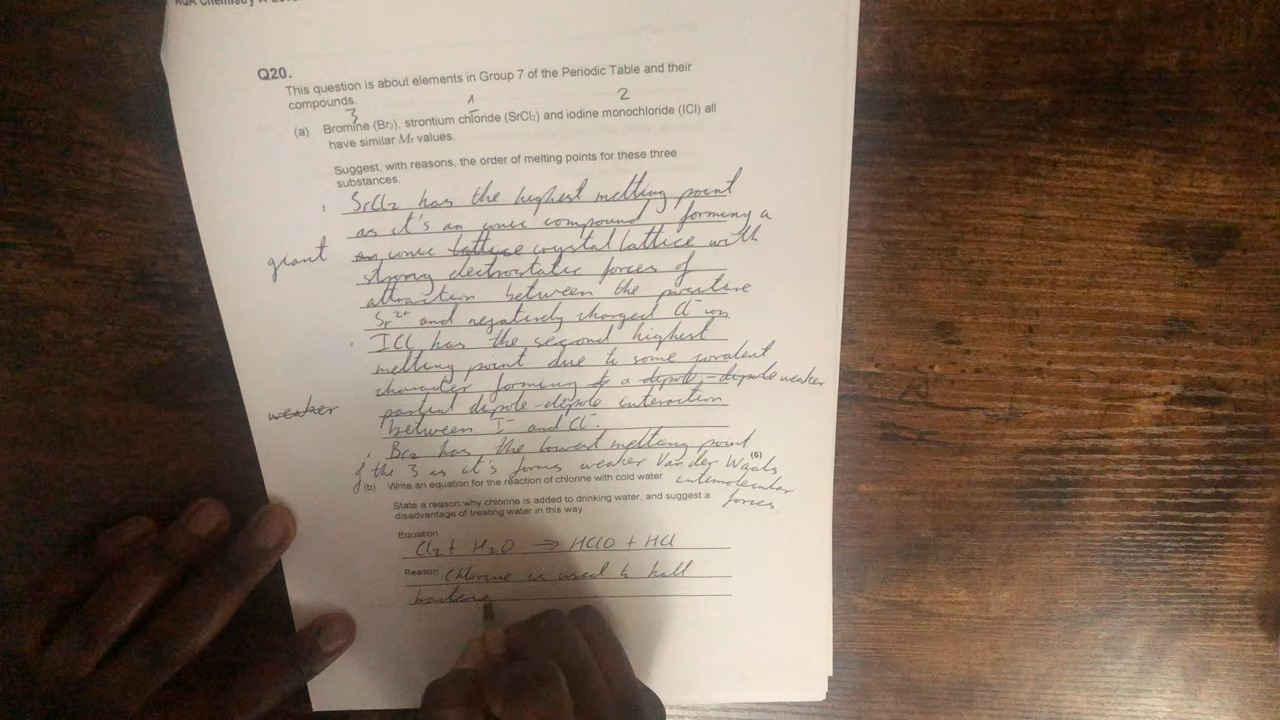 AQA Chemistry A
Q20.
This question is about elements in Group 7 of the Periodic Table and their
compounds.
3 1 2
(a) Bromine (Br₂), strontium chloride (SrCl₂) and iodine monochloride (ICl) all
have similar Mr values.
Suggest, with reasons, the order of melting points for these three
substances.
SrCl₂ has the highest melting point
as it's an ionic compound forming a
giant an ionic lattice crystal lattice with
strong electrostatic forces of
attraction between the positive
Sr²⁺ and negatively charged Cl⁻ ion
ICl has the second highest
melting point due to some covalent
character forming a dipole-dipole weaker
weaker partial dipole-dipole interaction
between I⁻ and Cl⁻.
Br₂ has the lowest melting point
(6)
of the 3 as it's forms weaker Van der Waals
intermolecular
forces.
(b) Write an equation for the reaction of chlorine with cold water
State a reason why chlorine is added to drinking water, and suggest a
disadvantage of treating water in this way
Equation
Cl₂ + H₂O → HClO + HCl
Reason Chlorine is used to kill